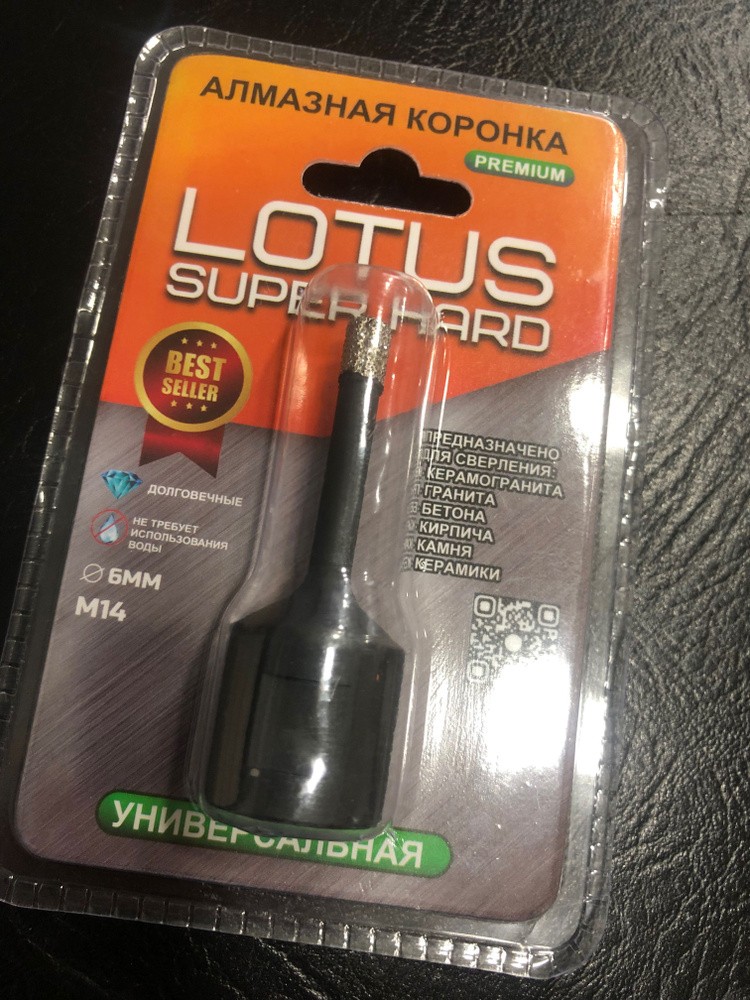 АЛМАЗНАЯ КОРОНКА
PREMIUM
LOTUS
SUPER HARD
BEST
SELLER
ДОЛГОВЕЧНЫЕ
НЕ ТРЕБУЕТ
ИСПОЛЬЗОВАНИЯ
ВОДЫ
6ММ
М14
ПРЕДНАЗНАЧЕНО
ДЛЯ СВЕРЛЕНИЯ:
КЕРАМОГРАНИТА
ГРАНИТА
БЕТОНА
КИРПИЧА
КАМНЯ
КЕРАМИКИ
УНИВЕРСАЛЬНАЯ